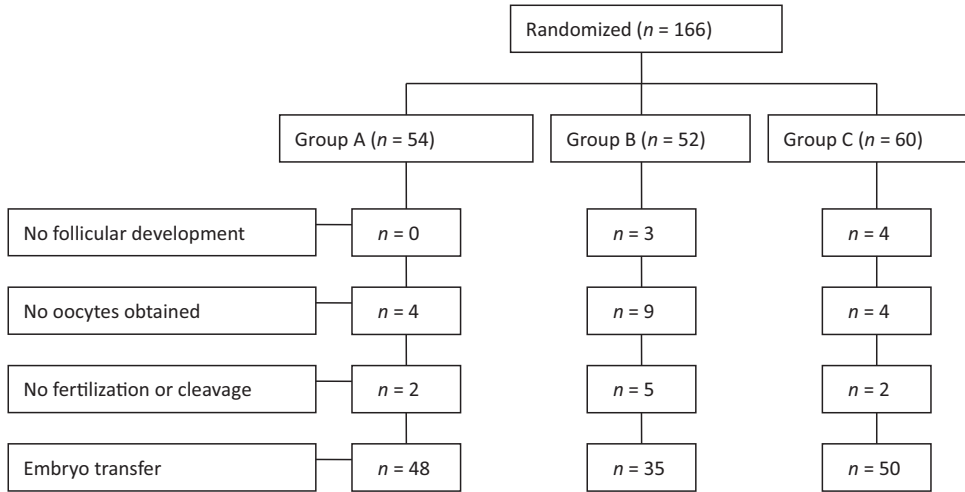 Randomized (n = 166)
Group A (n = 54)
Group B (n = 52)
Group C (n = 60)
No follicular development
n = 0
n = 3
n = 4
No oocytes obtained
n = 4
n = 9
n = 4
No fertilization or cleavage
n = 2
n = 5
n = 2
Embryo transfer
n = 48
n = 35
n = 50